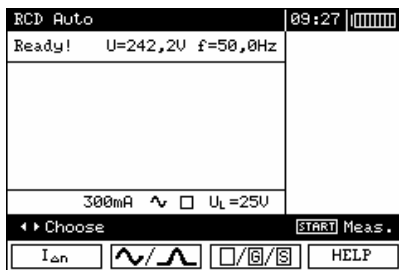 RCD Auto 09:27
Ready! U=242,2V f=50,0Hz
300mA UL=25V
Choose START Meas.
IΔn / □/G/S HELP